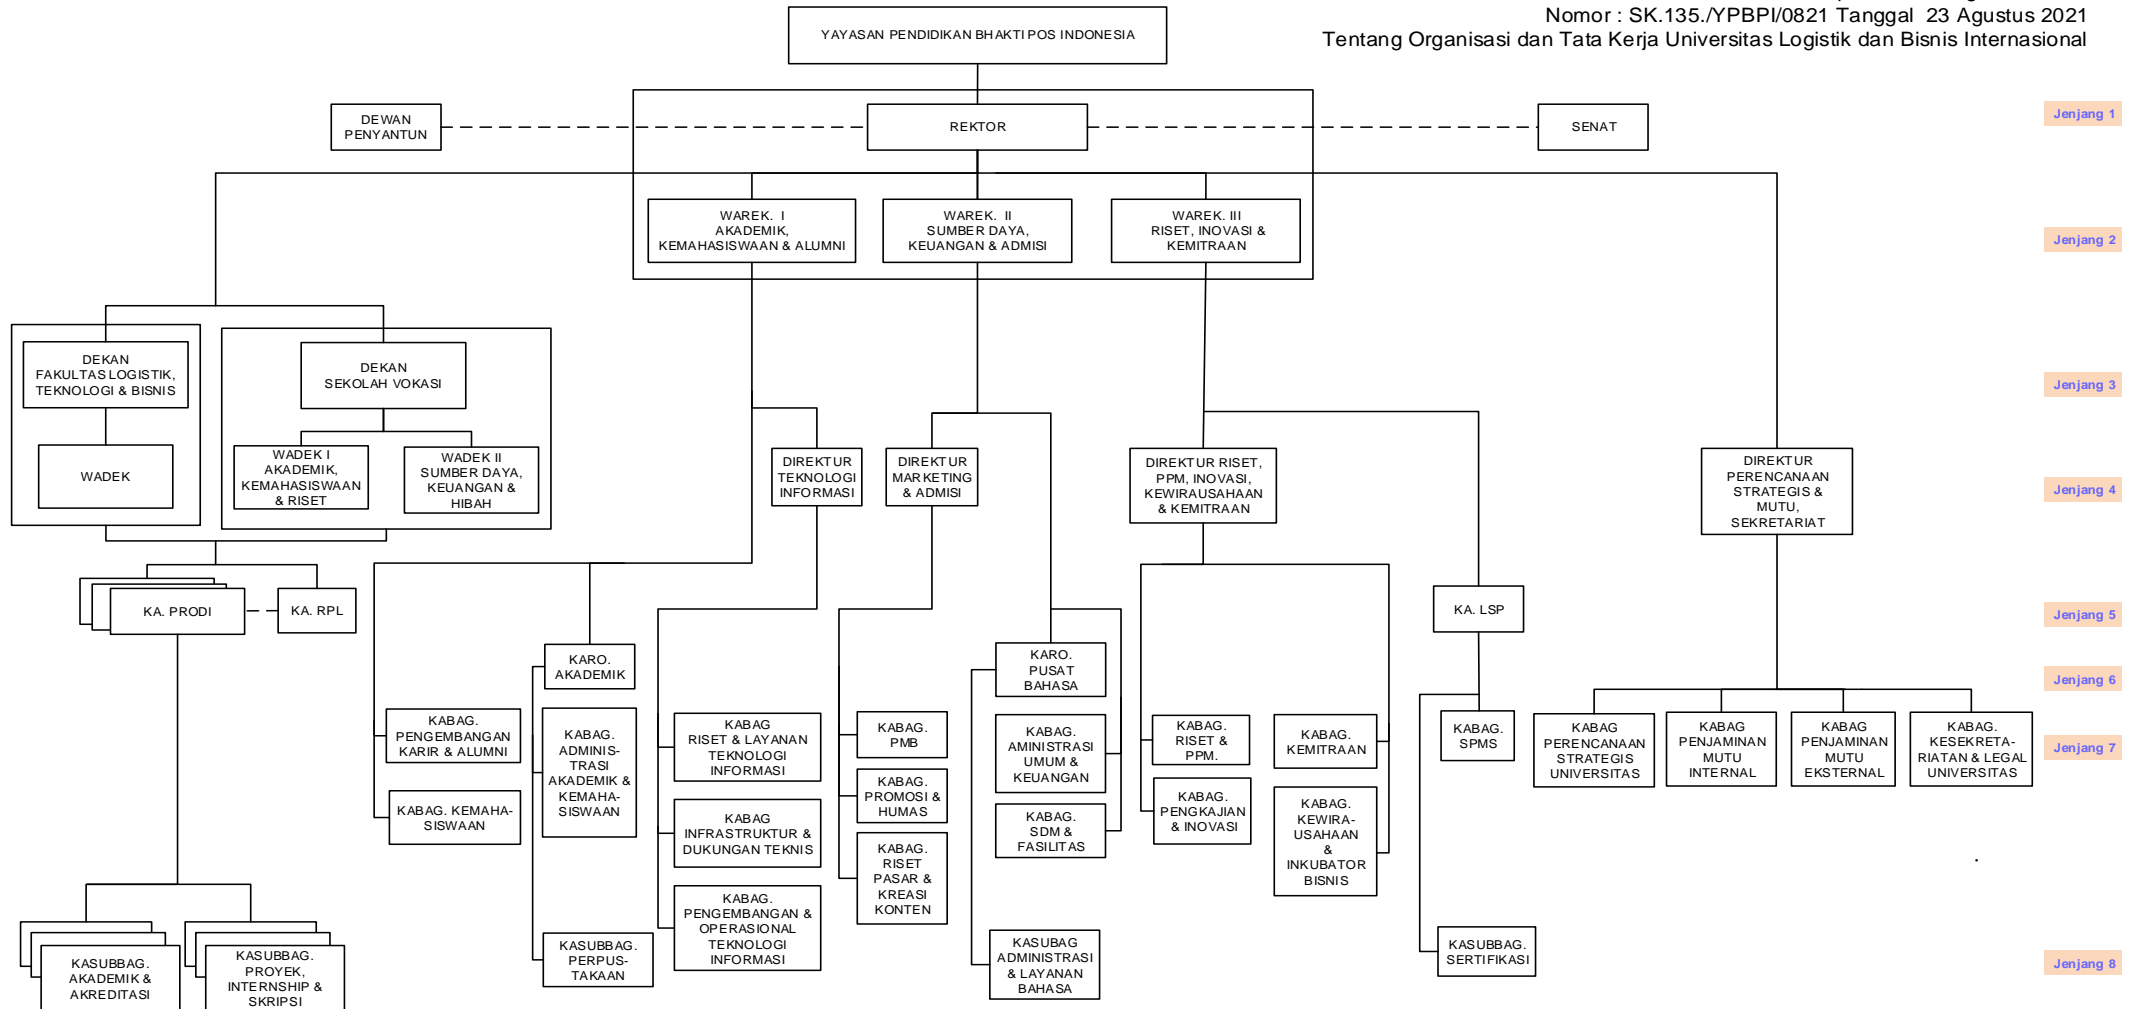 Nomor : SK.135./YPBPI/0821 Tanggal 23 Agustus 2021
Tentang Organisasi dan Tata Kerja Universitas Logistik dan Bisnis Internasional
YAYASAN PENDIDIKAN BHAKTI POS INDONESIA
DEWAN
PENYANTUN
REKTOR
SENAT
Jenjang 1
WAREK. I
AKADEMIK,
KEMAHASISWAAN & ALUMNI
WAREK. II
SUMBER DAYA,
KEUANGAN & ADMISI
WAREK. III
RISET, INOVASI &
KEMITRAAN
Jenjang 2
DEKAN
FAKULTAS LOGISTIK,
TEKNOLOGI & BISNIS
DEKAN
SEKOLAH VOKASI
Jenjang 3
WADEK
WADEK I
AKADEMIK,
KEMAHASISWAAN
& RISET
WADEK II
SUMBER DAYA,
KEUANGAN &
HIBAH
DIREKTUR
TEKNOLOGI
INFORMASI
DIREKTUR
MARKETING
& ADMISI
DIREKTUR RISET,
PPM, INOVASI,
KEWIRAUSAHAAN
& KEMITRAAN
DIREKTUR
PERENCANAAN
STRATEGIS &
MUTU,
SEKRETARIAT
Jenjang 4
KA. PRODI
KA. RPL
KA. LSP
Jenjang 5
KARO.
AKADEMIK
KARO.
PUSAT
BAHASA
Jenjang 6
KABAG.
PENGEMBANGAN
KARIR & ALUMNI
KABAG. KEMAHA-
SISWAAN
KABAG.
ADMINIS-
TRASI
AKADEMIK &
KEMAHA-
SISWAAN
KABAG
RISET & LAYANAN
TEKNOLOGI
INFORMASI
KABAG
INFRASTRUKTUR &
DUKUNGAN TEKNIS
KABAG.
PENGEMBANGAN &
OPERASIONAL
TEKNOLOGI
INFORMASI
KABAG.
PMB
KABAG.
PROMOSI &
HUMAS
KABAG.
RISET
PASAR &
KREASI
KONTEN
KABAG.
AMINISTRASI
UMUM &
KEUANGAN
KABAG.
SDM &
FASILITAS
KABAG.
RISET &
PPM.
KABAG.
PENGKAJIAN
& INOVASI
KABAG.
KEMITRAAN
KABAG.
KEWIRA-
USAHAAN
&
INKUBATOR
BISNIS
KABAG.
SPMS
KABAG
PERENCANAAN
STRATEGIS
UNIVERSITAS
KABAG
PENJAMINAN
MUTU
INTERNAL
KABAG
PENJAMINAN
MUTU
EKSTERNAL
KABAG.
KESEKRETA-
RIATAN & LEGAL
UNIVERSITAS
Jenjang 7
KASUBBAG.
AKADEMIK &
AKREDITASI
KASUBBAG.
PROYEK,
INTERNSHIP &
SKRIPSI
KASUBBAG.
PERPUS-
TAKAAN
KASUBAG
ADMINISTRASI
& LAYANAN
BAHASA
KASUBBAG.
SERTIFIKASI
Jenjang 8